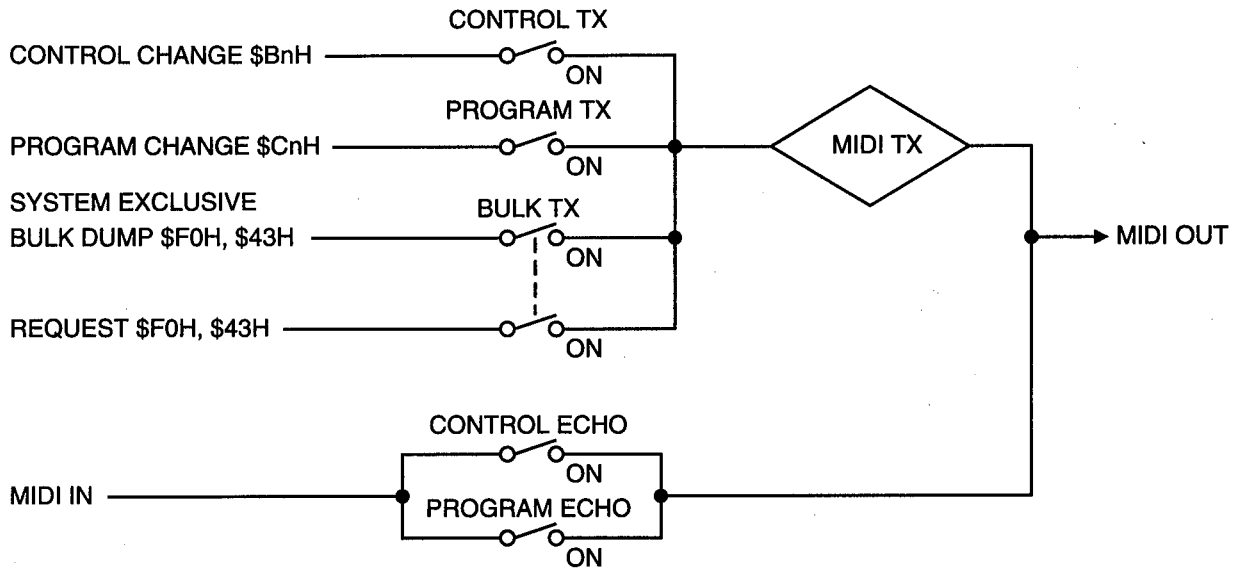 CONTROL TX
CONTROL CHANGE $BnH
ON
PROGRAM TX
PROGRAM CHANGE $CnH
ON
MIDI TX
SYSTEM EXCLUSIVE
BULK DUMP $F0H, $43H
BULK TX
ON
MIDI OUT
REQUEST $F0H, $43H
ON
CONTROL ECHO
ON
MIDI IN
PROGRAM ECHO
ON